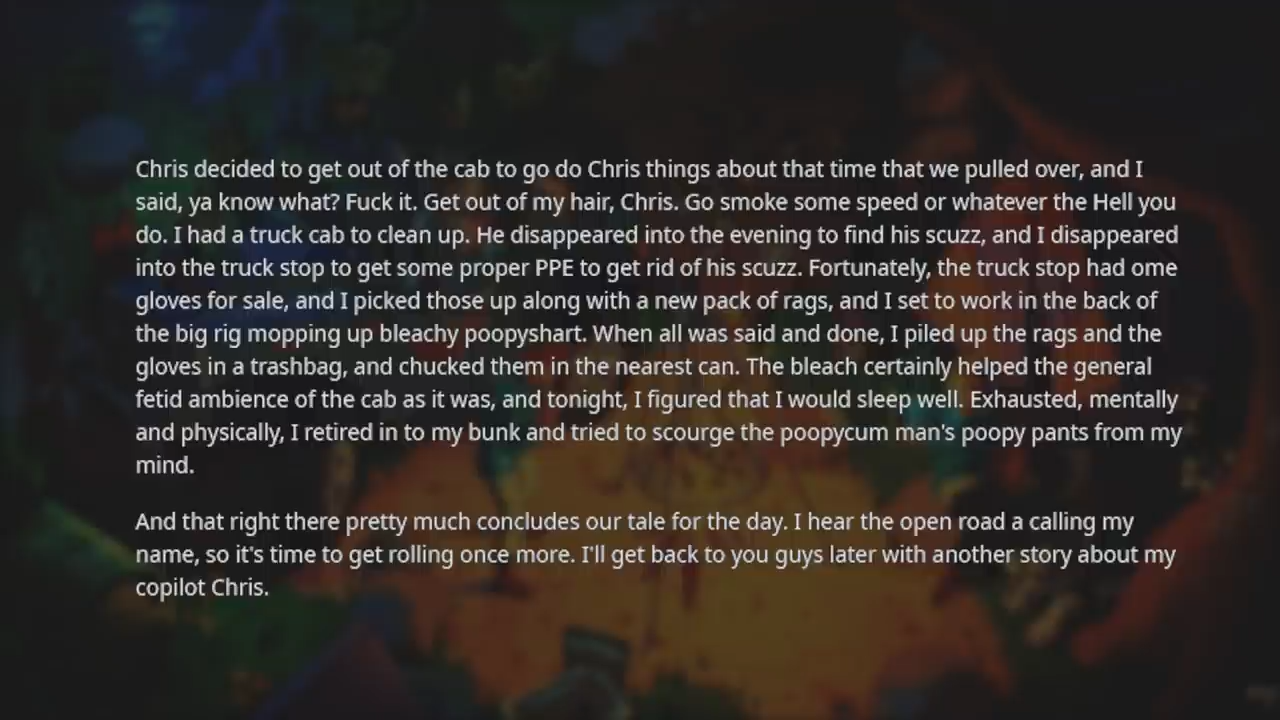 Chris decided to get out of the cab to go do Chris things about that time that we pulled over, and I
said, ya know what? Fuck it. Get out of my hair, Chris. Go smoke some speed or whatever the Hell you
do. I had a truck cab to clean up. He disappeared into the evening to find his scuzz, and I disappeared
into the truck stop to get some proper PPE to get rid of his scuzz. Fortunately, the truck stop had ome
gloves for sale, and I picked those up along with a new pack of rags, and I set to work in the back of
the big rig mopping up bleachy poopyshart. When all was said and done, I piled up the rags and the
gloves in a trashbag, and chucked them in the nearest can. The bleach certainly helped the general
fetid ambience of the cab as it was, and tonight, I figured that I would sleep well. Exhausted, mentally
and physically, I retired in to my bunk and tried to scourge the poopycum man's poopy pants from my
mind.
And that right there pretty much concludes our tale for the day. I hear the open road a calling my
name, so it's time to get rolling once more. I'll get back to you guys later with another story about my
copilot Chris.